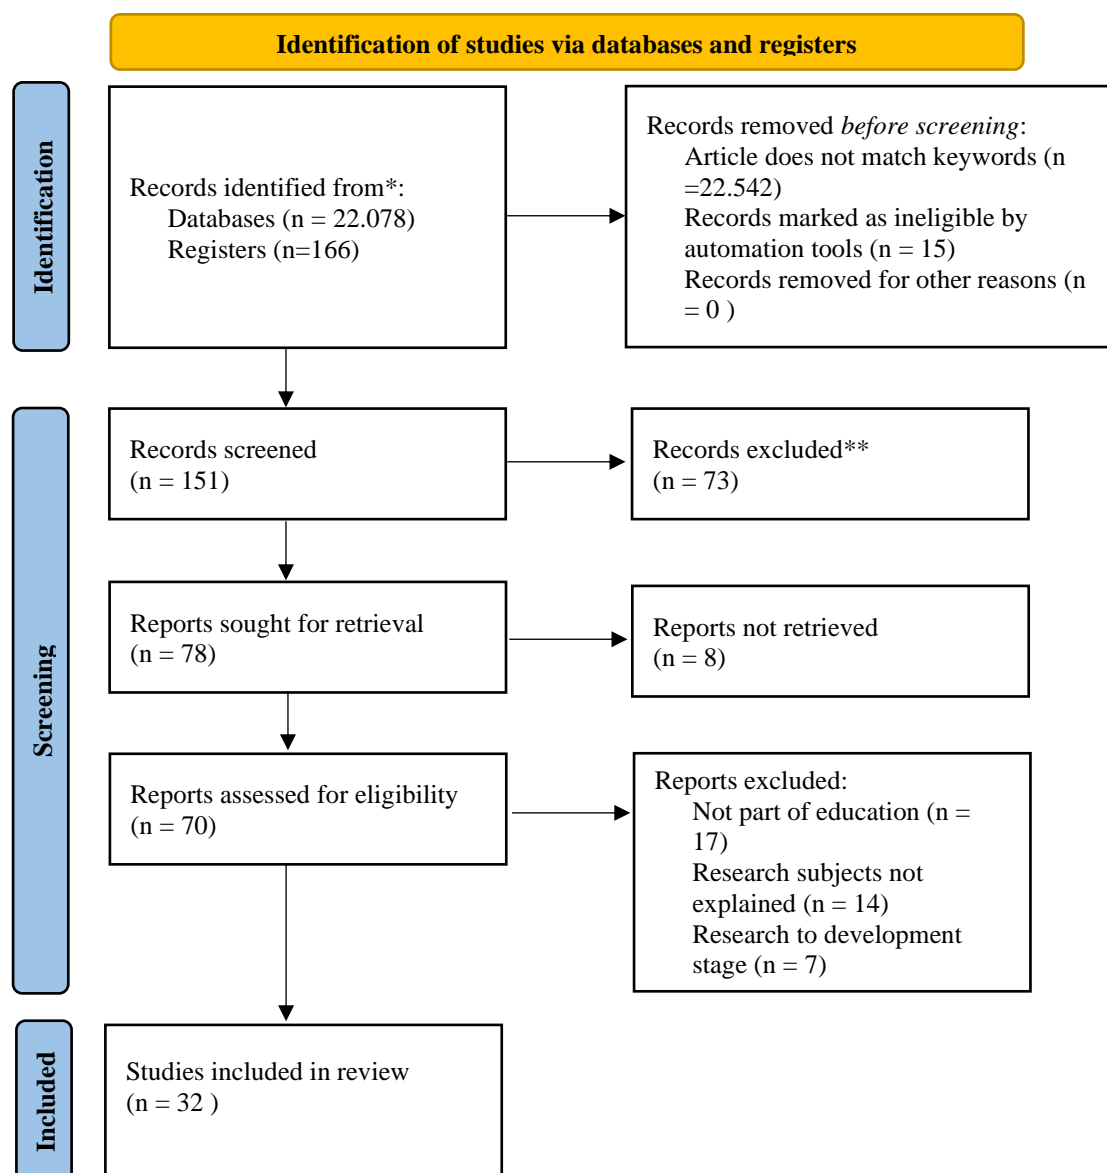 Identification of studies via databases and registers
Identification
Records identified from*:
Databases (n = 22.078)
Registers (n=166)
Records removed before screening:
Article does not match keywords (n
=22.542)
Records marked as ineligible by
automation tools (n = 15)
Records removed for other reasons (n
= 0 )
Screening
Records screened
(n = 151)
Records excluded**
(n = 73)
Reports sought for retrieval
(n = 78)
Reports not retrieved
(n = 8)
Reports assessed for eligibility
(n = 70)
Reports excluded:
Not part of education (n =
17)
Research subjects not
explained (n = 14)
Research to development
stage (n = 7)
Included
Studies included in review
(n = 32 )